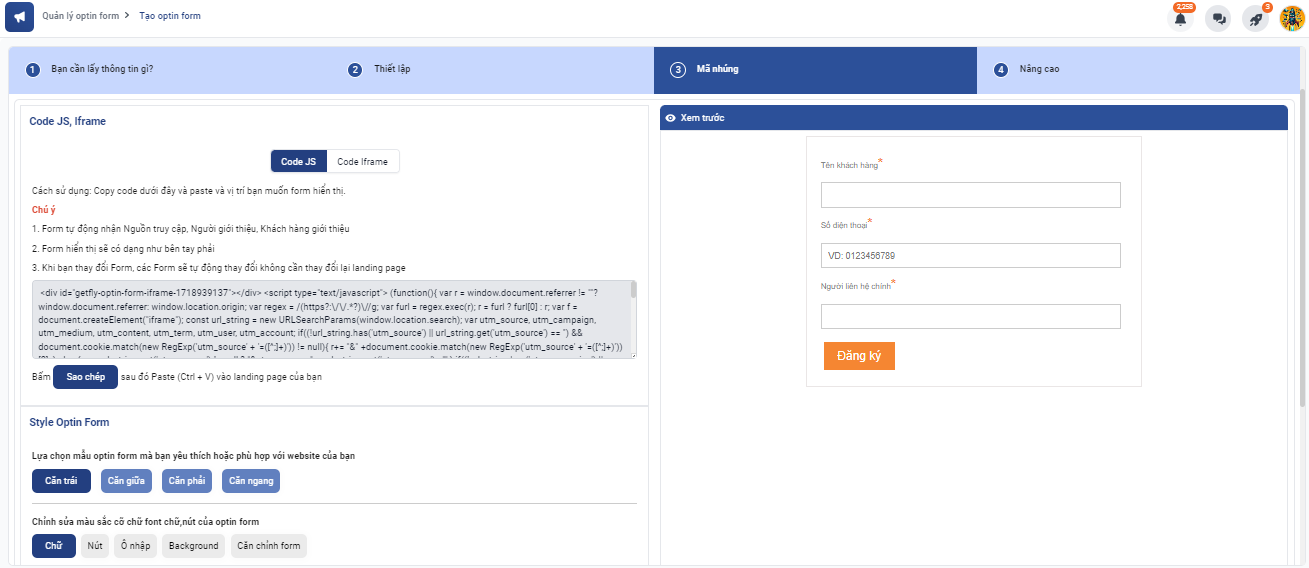 Quản lý optin form > Tạo optin form
2,258
3
1 Bạn cần lấy thông tin gì?
2 Thiết lập
3 Mã nhúng
4 Nâng cao
Code JS, Iframe
Code JS Code Iframe
Cách sử dụng: Copy code dưới đây và paste và vị trí bạn muốn form hiển thị.
Chú ý
1. Form tự động nhận Nguồn truy cập, Người giới thiệu, Khách hàng giới thiệu
2. Form hiển thị sẽ có dạng như bên tay phải
3. Khi bạn thay đổi Form, các Form sẽ tự động thay đổi không cần thay đổi lại landing page
<div id="getfly-optin-form-iframe-1718939137"></div> <script type="text/javascript"> (function(){ var r = window.document.referrer != ""?
window.document.referrer: window.location.origin; var regex = /(https?:\/\/.*?)\//g; var furl = regex.exec(r); r = furl ? furl[0] : r; var f =
document.createElement("iframe"); const url_string = new URLSearchParams(window.location.search); var utm_source, utm_campaign,
utm_medium, utm_content, utm_term, utm_user, utm_account; if((!url_string.has('utm_source') || url_string.get('utm_source') == '') &&
document.cookie.match(new RegExp('utm_source' + '=([^;]+)')) != null){ r+= "&" +document.cookie.match(new RegExp('utm_source' + '=([^;]+)'))
Bấm Sao chép sau đó Paste (Ctrl + V) vào landing page của bạn
Style Optin Form
Lựa chọn mẫu optin form mà bạn yêu thích hoặc phù hợp với website của bạn
Căn trái Căn giữa Căn phải Căn ngang
Chỉnh sửa màu sắc cỡ chữ font chữ,nút của optin form
Chữ Nút Ô nhập Background Căn chỉnh form
Xem trước
Tên khách hàng*
Số điện thoại*
VD: 0123456789
Người liên hệ chính*
Đăng ký